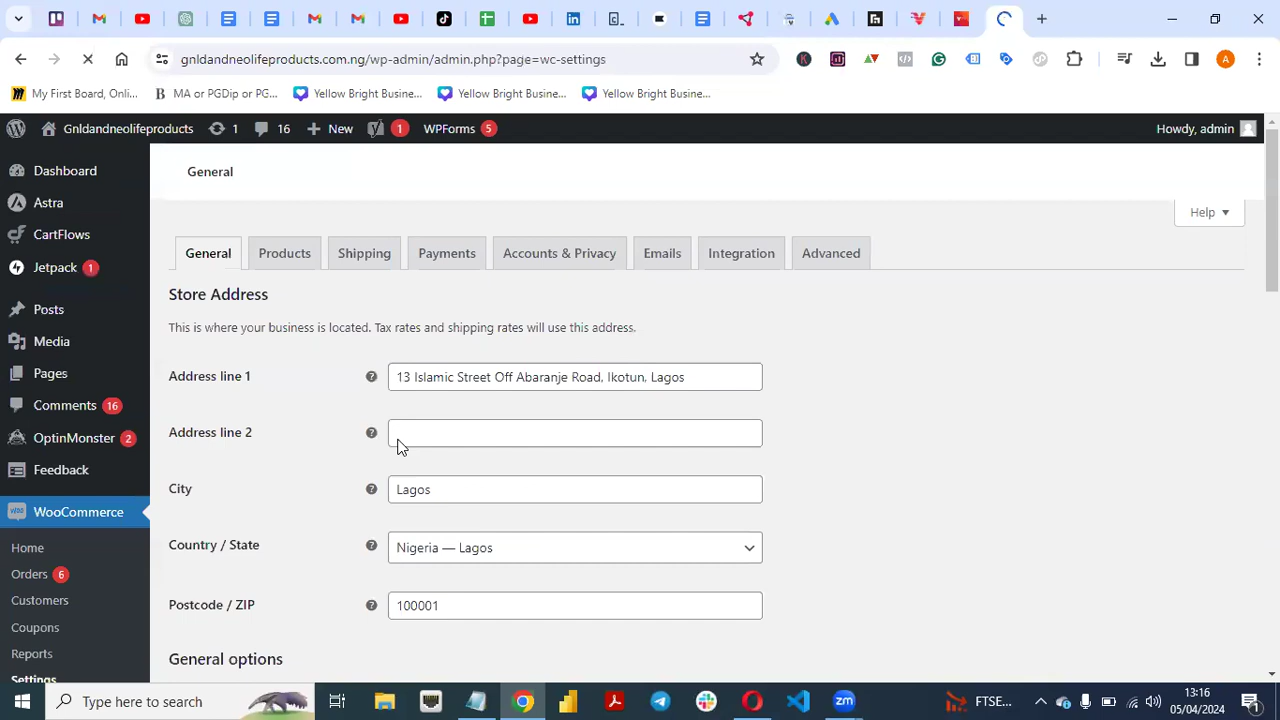 gnldandneolifeproducts.com.ng/wp-admin/admin.php?page=wc-settings
A
My First Board, Onli...
B MA or PGDip or PG...
Yellow Bright Busine...
Yellow Bright Busine...
Yellow Bright Busine...
Gnldandneolifeproducts 1 16 New 1 WPForms 5 Howdy, admin
Dashboard
Astra
CartFlows
Jetpack 1
Posts
Media
Pages
Comments 16
OptinMonster 2
Feedback
WooCommerce
Home
Orders 6
Customers
Coupons
Reports
Settings
General
Help
General Products Shipping Payments Accounts & Privacy Emails Integration Advanced
Store Address
This is where your business is located. Tax rates and shipping rates will use this address.
Address line 1 13 Islamic Street Off Abaranje Road, Ikotun, Lagos
Address line 2
City Lagos
Country / State Nigeria — Lagos
Postcode / ZIP 100001
General options
Type here to search
FTSE...
13:16
05/04/2024
1